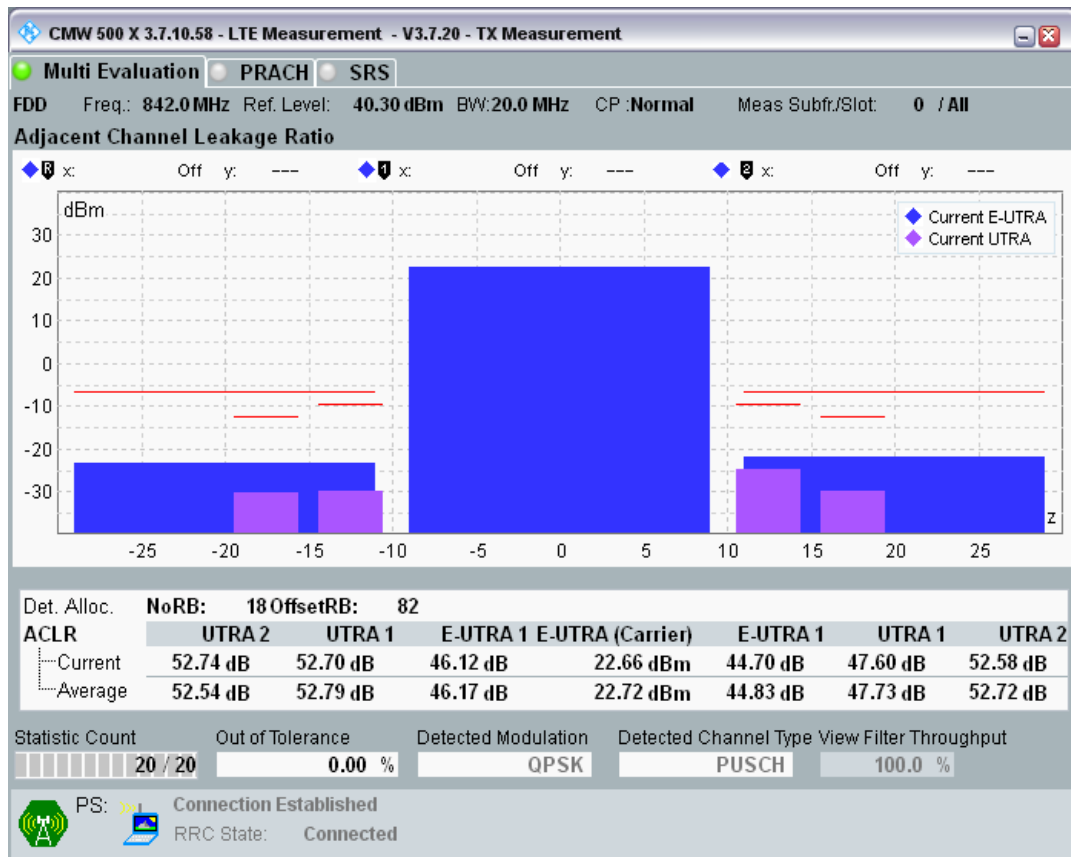 CMW 500 X 3.7.10.58 - LTE Measurement - V3.7.20 - TX Measurement
Multi Evaluation PRACH SRS
FDD Freq.: 842.0 MHz Ref. Level: 40.30 dBm BW:20.0 MHz CP :Normal Meas Subfr./Slot: 0 / All
Adjacent Channel Leakage Ratio
R x: Off y: --- 1 x: Off y: --- 2 x: Off y: ---
dBm
Current E-UTRA
Current UTRA
30
20
10
0
-10
-20
-30
z
-25 -20 -15 -10 -5 0 5 10 15 20 25
Det. Alloc. NoRB: 18 OffsetRB: 82
ACLR UTRA 2 UTRA 1 E-UTRA 1 E-UTRA (Carrier) E-UTRA 1 UTRA 1 UTRA 2
Current 52.74 dB 52.70 dB 46.12 dB 22.66 dBm 44.70 dB 47.60 dB 52.58 dB
Average 52.54 dB 52.79 dB 46.17 dB 22.72 dBm 44.83 dB 47.73 dB 52.72 dB
Statistic Count Out of Tolerance Detected Modulation Detected Channel Type View Filter Throughput
20 / 20 0.00 % QPSK PUSCH 100.0 %
PS: Connection Established
RRC State: Connected